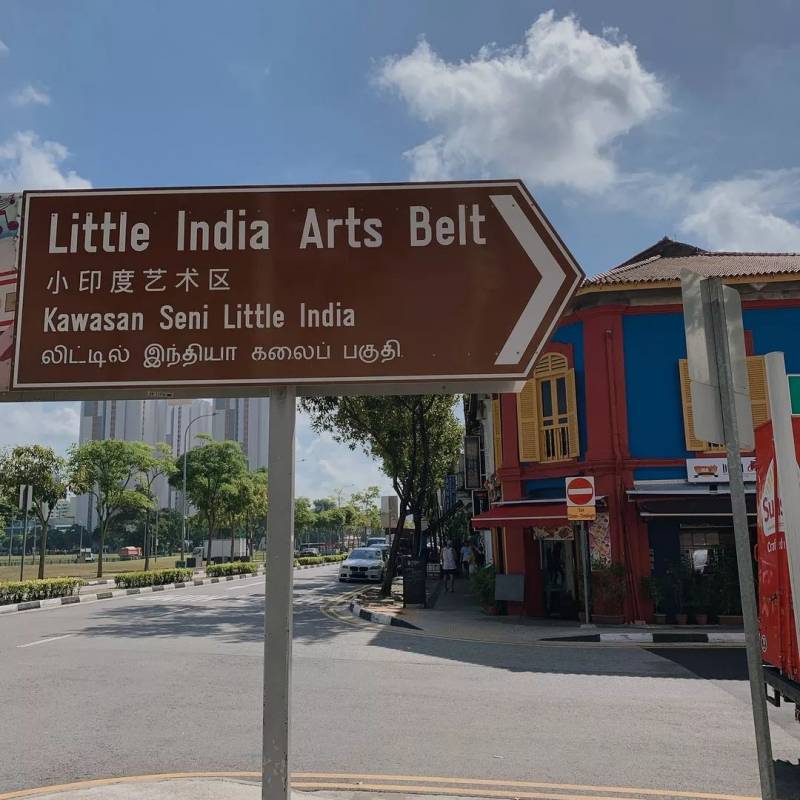 Little India Arts Belt
小印度艺术区
Kawasan Seni Little India
லிட்டில் இந்தியா கலைப் பகுதி